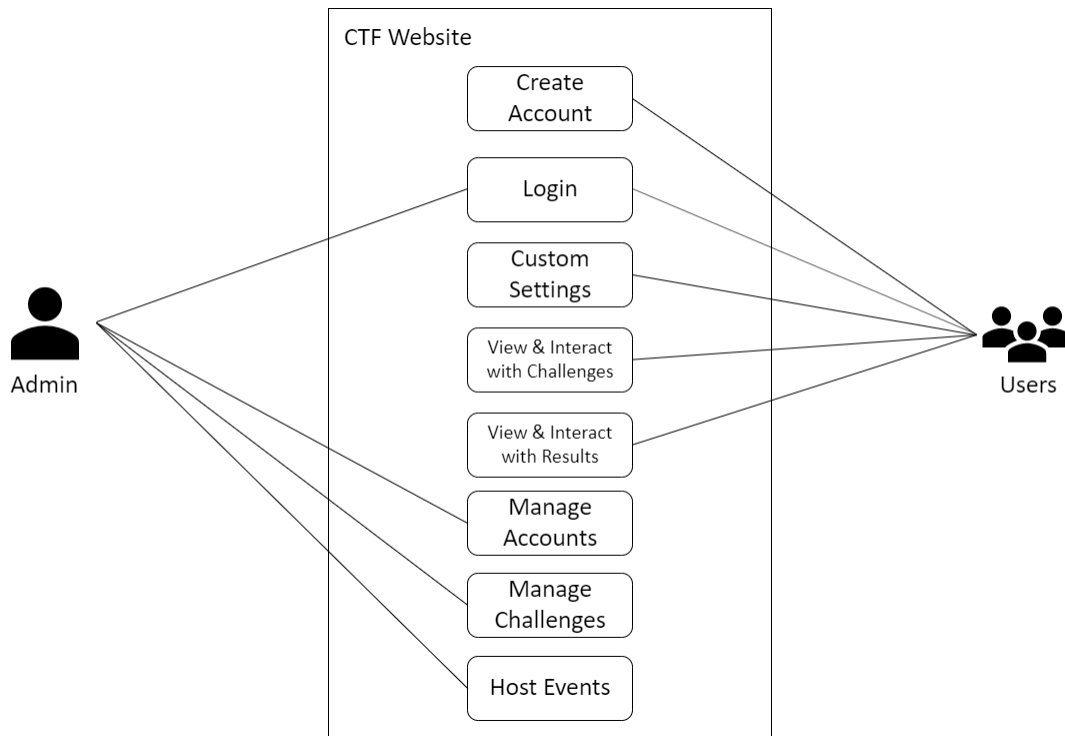 CTF Website
Create
Account
Login
Custom
Settings
View & Interact
with Challenges
View & Interact
with Results
Manage
Accounts
Manage
Challenges
Host Events
Admin
Users